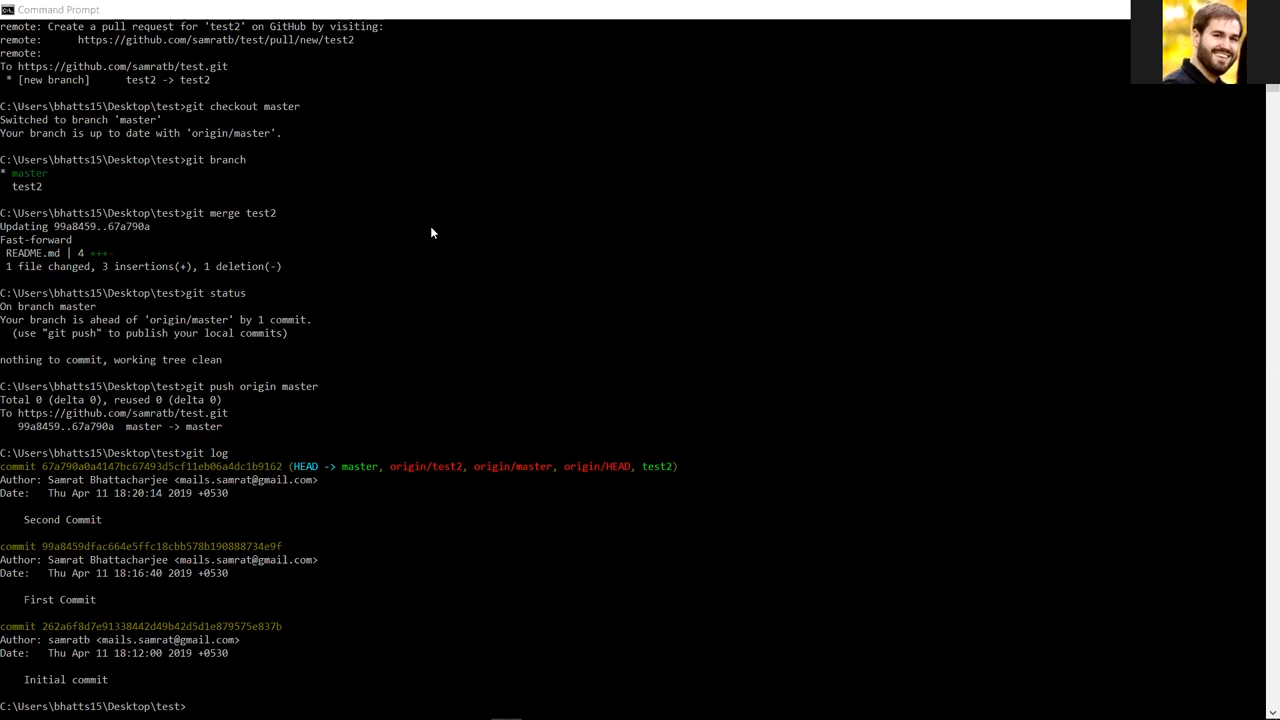 Command Prompt
remote: Create a pull request for 'test2' on GitHub by visiting:
remote:      https://github.com/samratb/test/pull/new/test2
remote:
To https://github.com/samratb/test.git
 * [new branch]      test2 -> test2
C:\Users\bhatts15\Desktop\test>git checkout master
Switched to branch 'master'
Your branch is up to date with 'origin/master'.
C:\Users\bhatts15\Desktop\test>git branch
* master
  test2
C:\Users\bhatts15\Desktop\test>git merge test2
Updating 99a8459..67a790a
Fast-forward
 README.md | 4 +++-
 1 file changed, 3 insertions(+), 1 deletion(-)
C:\Users\bhatts15\Desktop\test>git status
On branch master
Your branch is ahead of 'origin/master' by 1 commit.
  (use "git push" to publish your local commits)
nothing to commit, working tree clean
C:\Users\bhatts15\Desktop\test>git push origin master
Total 0 (delta 0), reused 0 (delta 0)
To https://github.com/samratb/test.git
   99a8459..67a790a  master -> master
C:\Users\bhatts15\Desktop\test>git log
commit 67a790a0a4147bc67493d5cf11eb06a4dc1b9162 (HEAD -> master, origin/test2, origin/master, origin/HEAD, test2)
Author: Samrat Bhattacharjee <mails.samrat@gmail.com>
Date:   Thu Apr 11 18:20:14 2019 +0530
    Second Commit
commit 99a8459dfac664e5ffc18cbb578b190888734e9f
Author: Samrat Bhattacharjee <mails.samrat@gmail.com>
Date:   Thu Apr 11 18:16:40 2019 +0530
    First Commit
commit 262a6f8d7e91338442d49b42d5d1e879575e837b
Author: samratb <mails.samrat@gmail.com>
Date:   Thu Apr 11 18:12:00 2019 +0530
    Initial commit
C:\Users\bhatts15\Desktop\test>